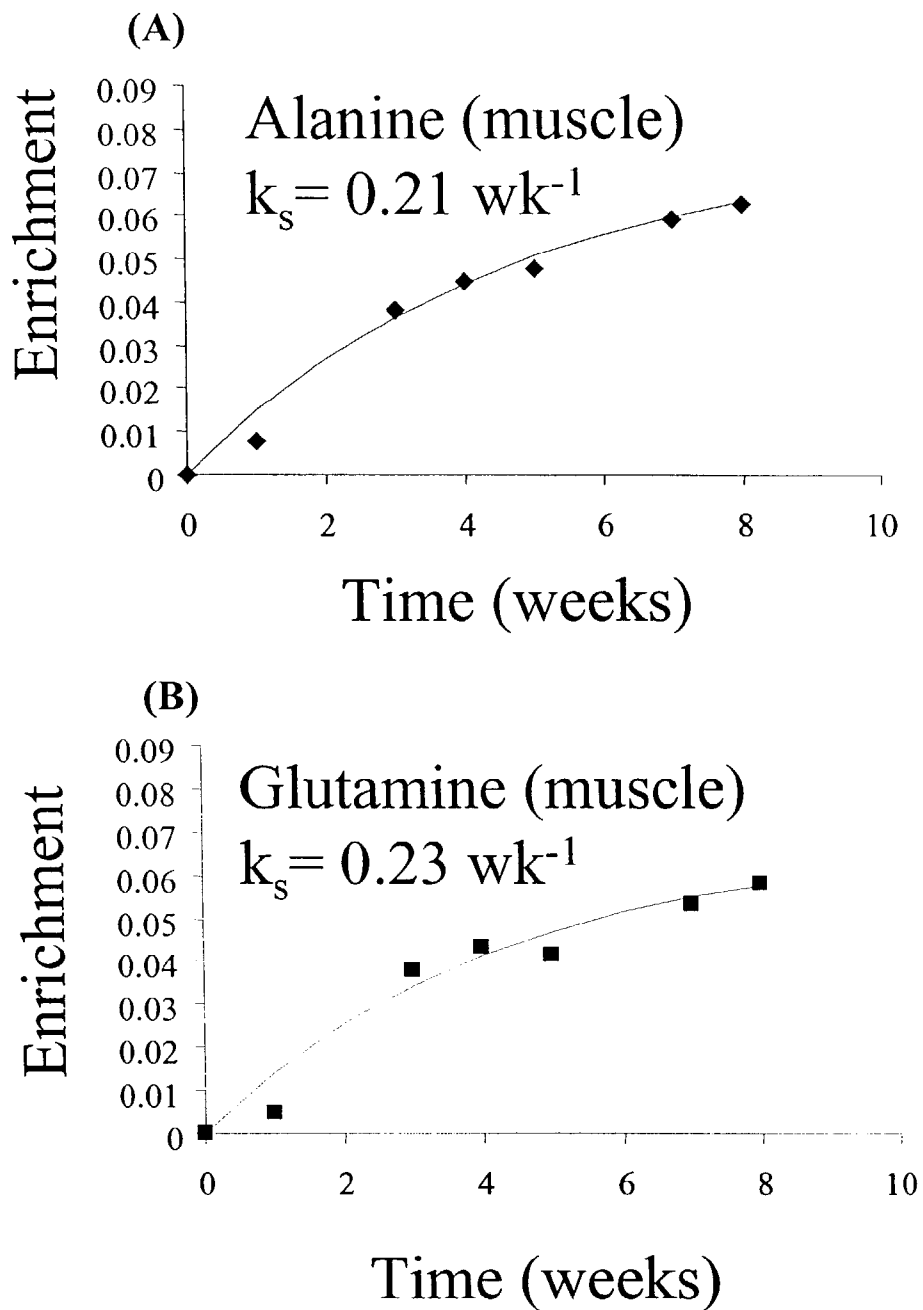 (A)
Enrichment
0.09
0.08
0.07
0.06
0.05
0.04
0.03
0.02
0.01
0
Alanine (muscle)
kₛ= 0.21 wk⁻¹
0 2 4 6 8 10
Time (weeks)
(B)
Enrichment
0.09
0.08
0.07
0.06
0.05
0.04
0.03
0.02
0.01
0
Glutamine (muscle)
kₛ= 0.23 wk⁻¹
0 2 4 6 8 10
Time (weeks)